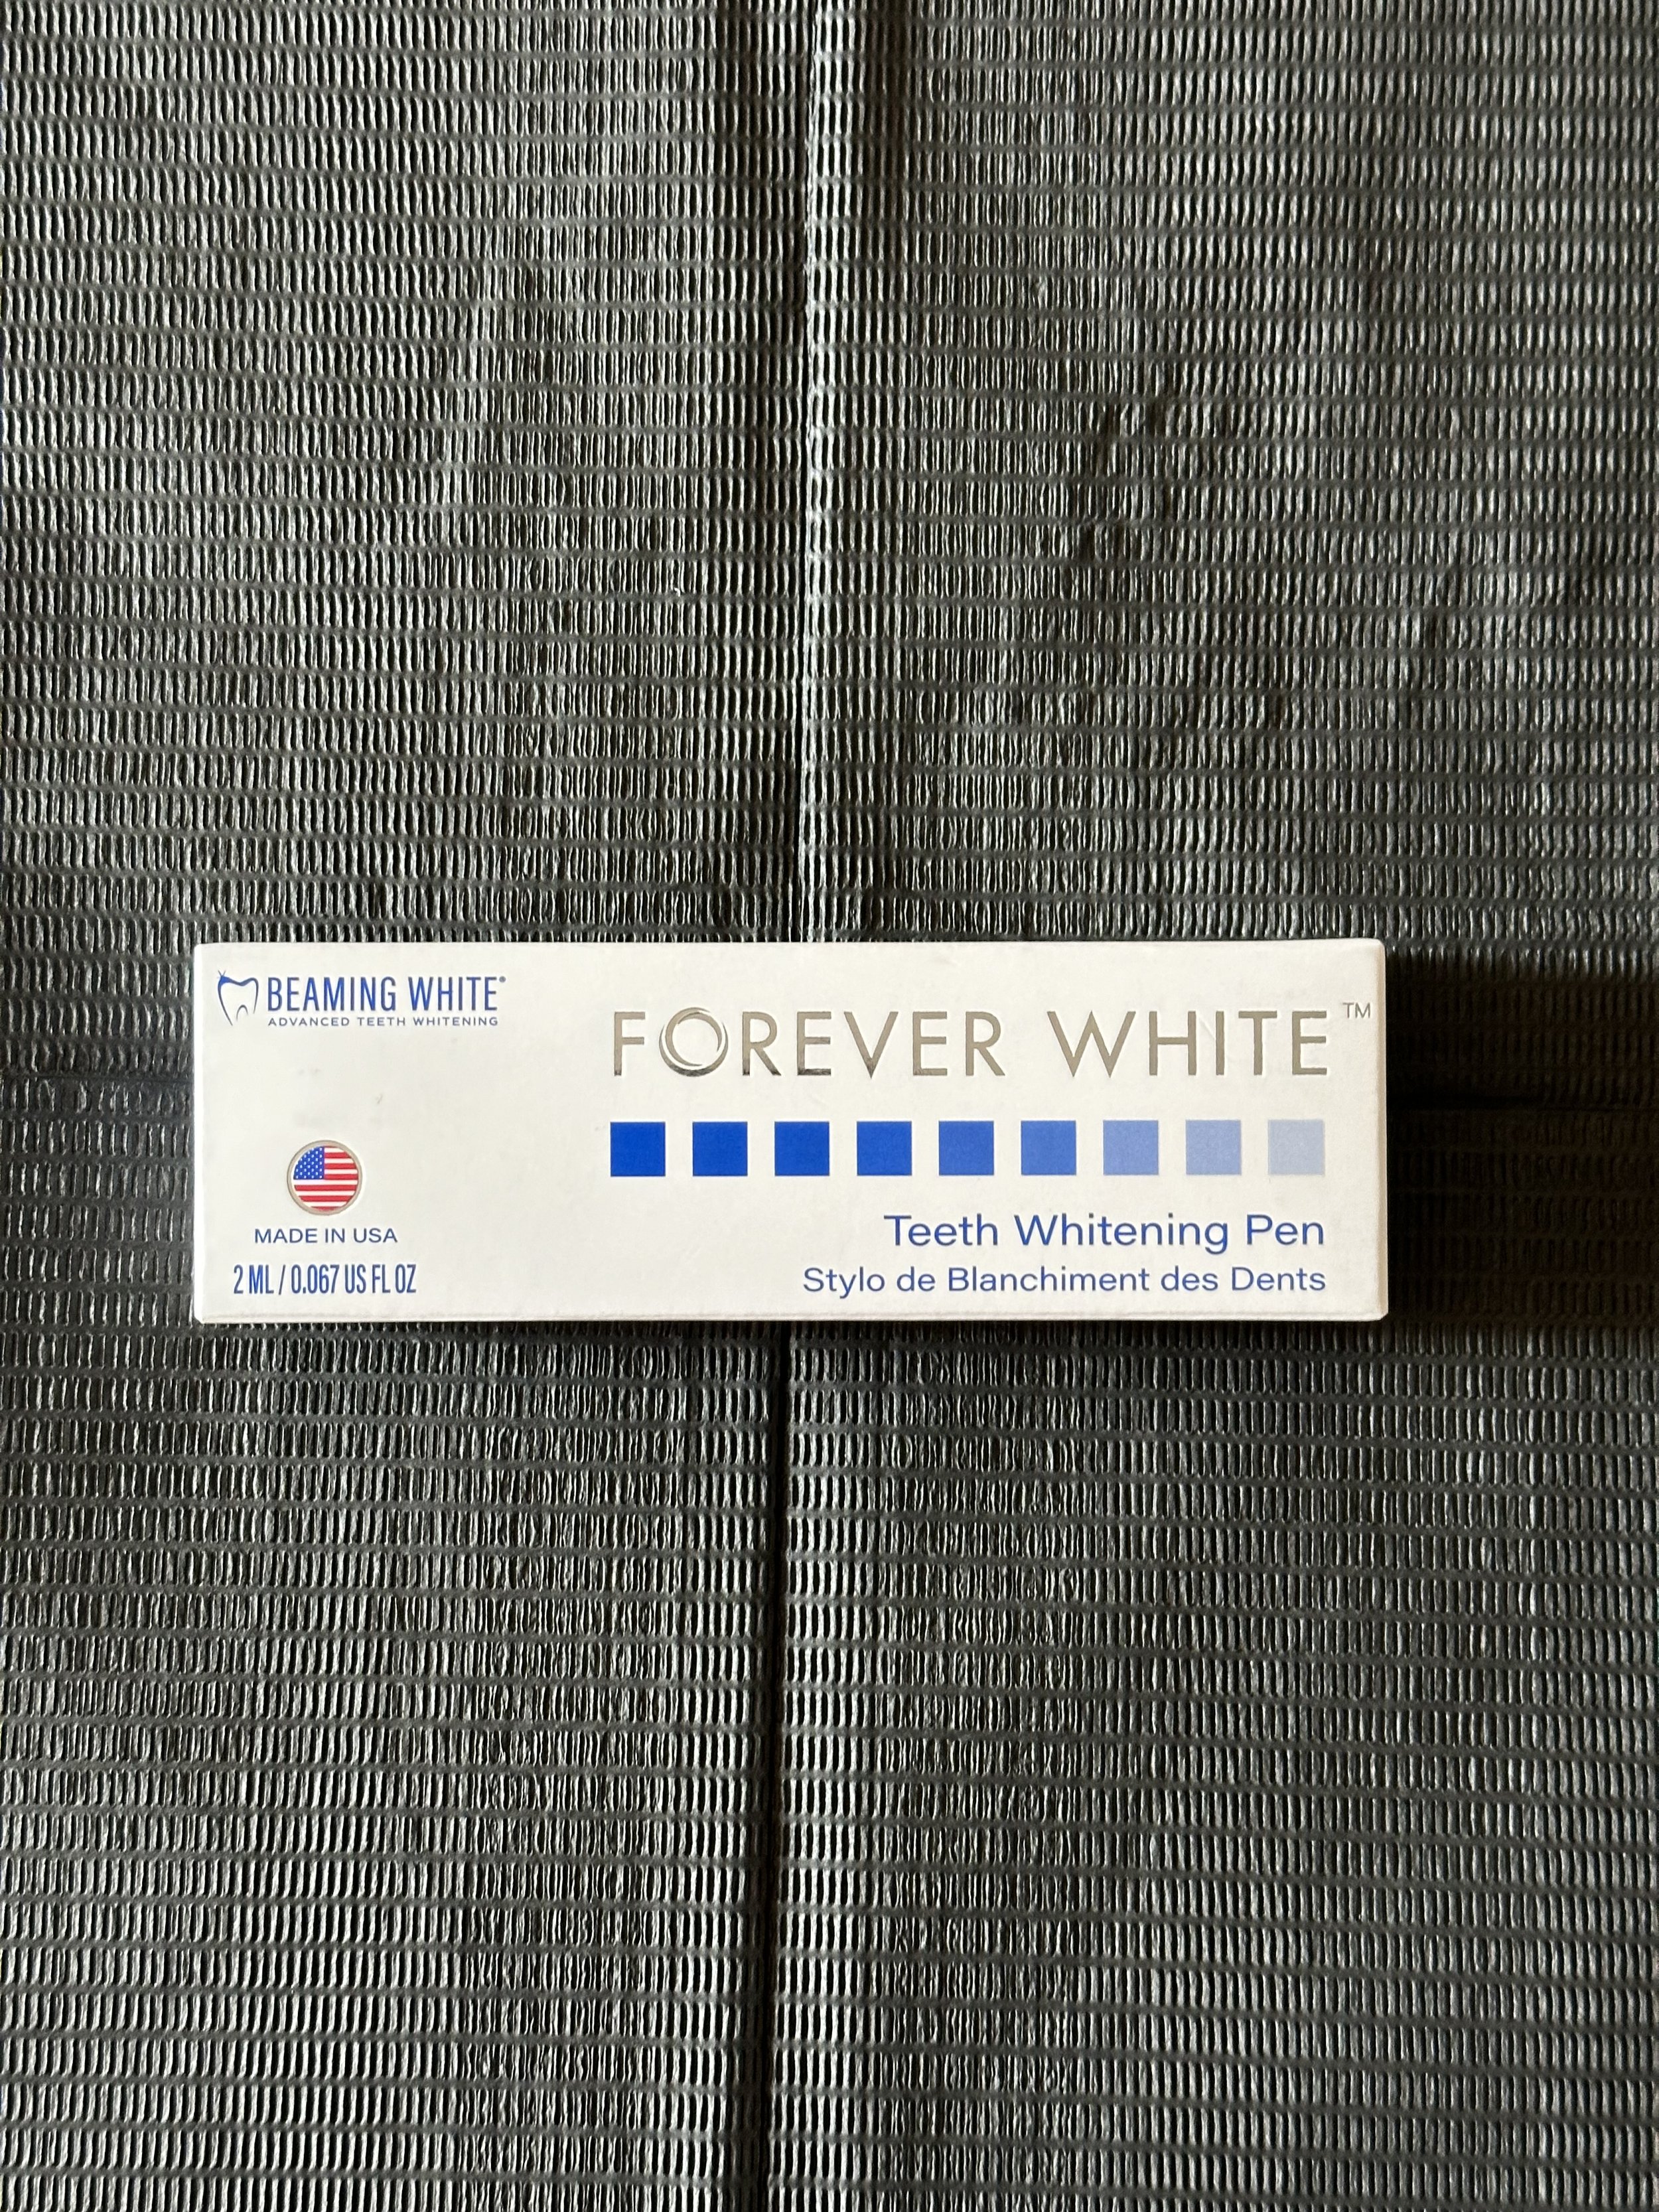 BEAMING WHITE®
ADVANCED TEETH WHITENING
FOREVER WHITE™
MADE IN USA
2 ML / 0.067 US FL OZ
Teeth Whitening Pen
Stylo de Blanchiment des Dents